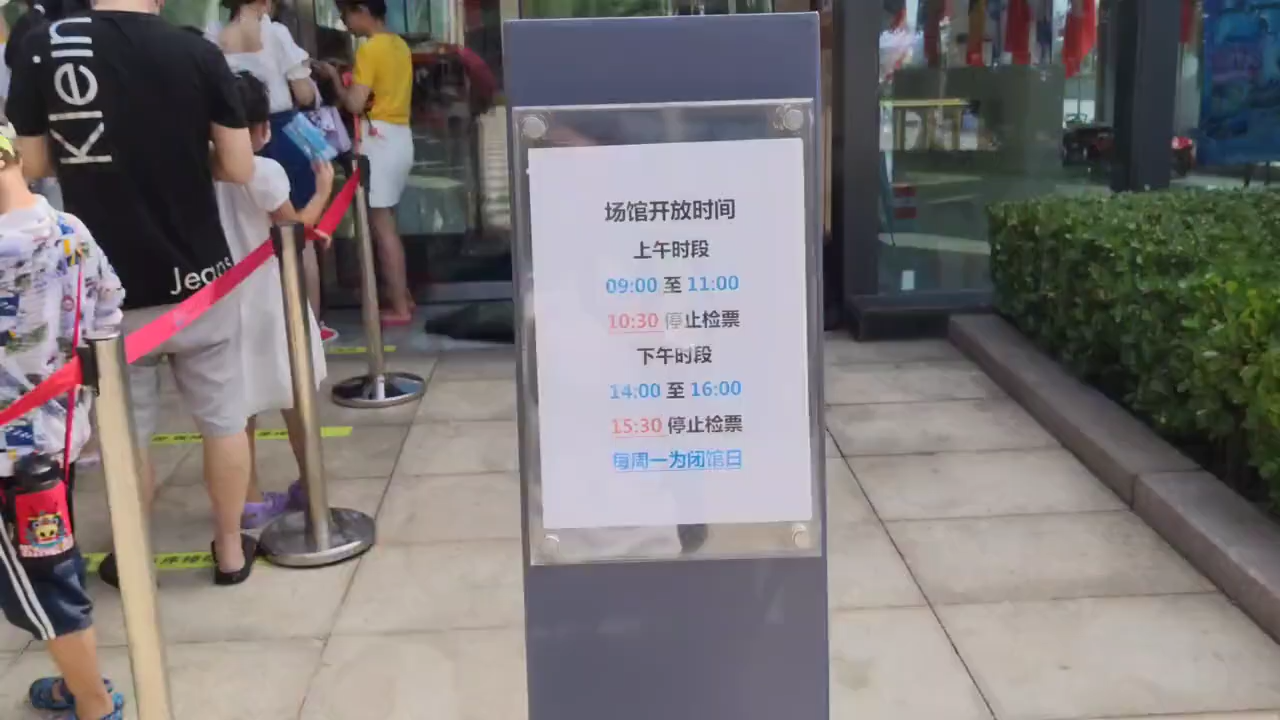 Klein
Jeans
场馆开放时间
上午时段
09:00 至 11:00
10:30 停止检票
下午时段
14:00 至 16:00
15:30 停止检票
每周一为闭馆日